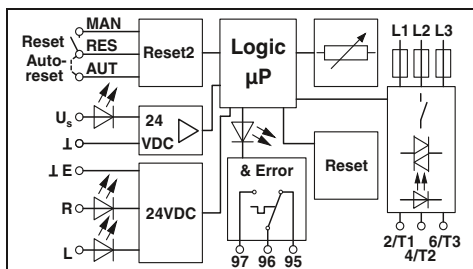 MAN
Reset RES Reset2
Auto-
reset AUT
Logic
µP
L1 L2 L3
Us 24
VDC
⊥
⊥ E
R 24VDC
L
& Error
97 96 95
Reset
2/T1 6/T3
4/T2